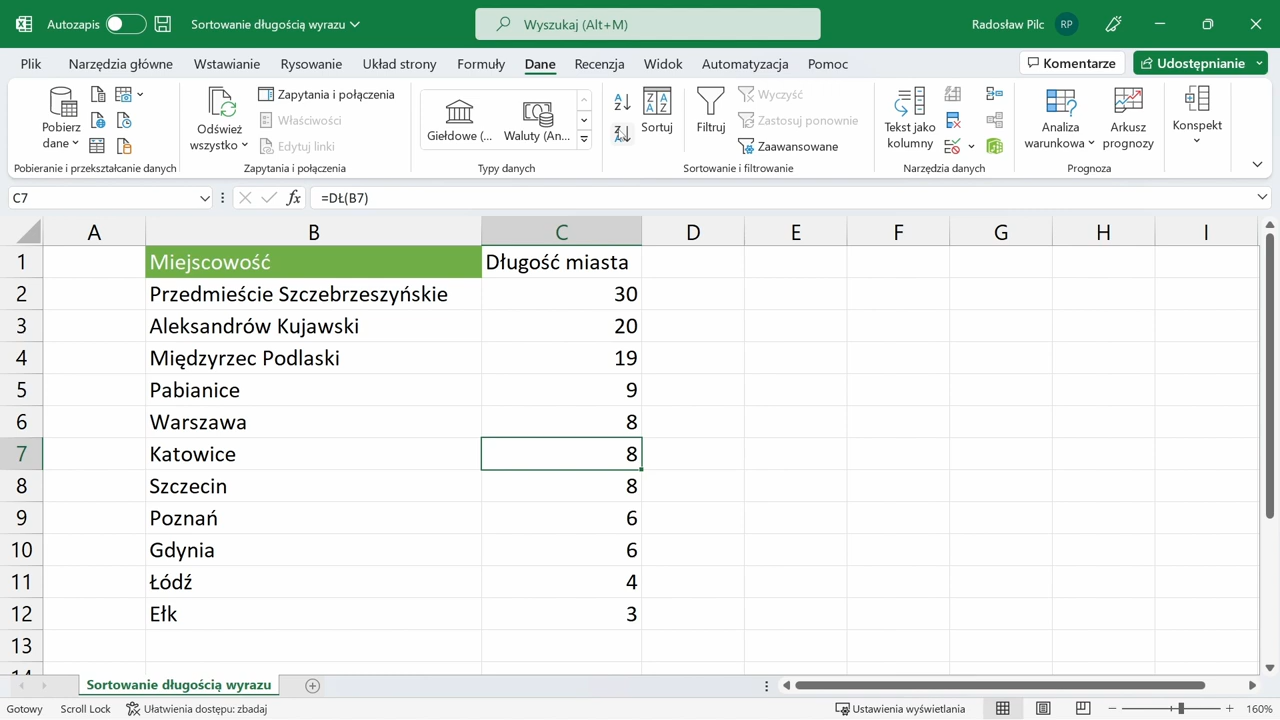 Autozapis
Sortowanie długością wyrazu
Wyszukaj (Alt+M)
Radosław Pilc
RP
Plik
Narzędzia główne
Wstawianie
Rysowanie
Układ strony
Formuły
Dane
Recenzja
Widok
Automatyzacja
Pomoc
Komentarze
Udostępnianie
Pobierz
dane
Odśwież
wszystko
Zapytania i połączenia
Właściwości
Edytuj linki
Giełdowe (...
Waluty (An...
Sortuj
Filtruj
Wyczyść
Zastosuj ponownie
Zaawansowane
Tekst jako
kolumny
Analiza
warunkowa
Arkusz
prognozy
Konspekt
Pobieranie i przekształcanie danych
Zapytania i połączenia
Typy danych
Sortowanie i filtrowanie
Narzędzia danych
Prognoza
C7
fx
=DŁ(B7)
A B C D E F G H I
1 Miejscowość Długość miasta
2 Przedmieście Szczebrzeszyńskie 30
3 Aleksandrów Kujawski 20
4 Międzyrzec Podlaski 19
5 Pabianice 9
6 Warszawa 8
7 Katowice 8
8 Szczecin 8
9 Poznań 6
10 Gdynia 6
11 Łódź 4
12 Ełk 3
13
14
Sortowanie długością wyrazu
Gotowy
Scroll Lock
Ułatwienia dostępu: zbadaj
Ustawienia wyświetlania
160%